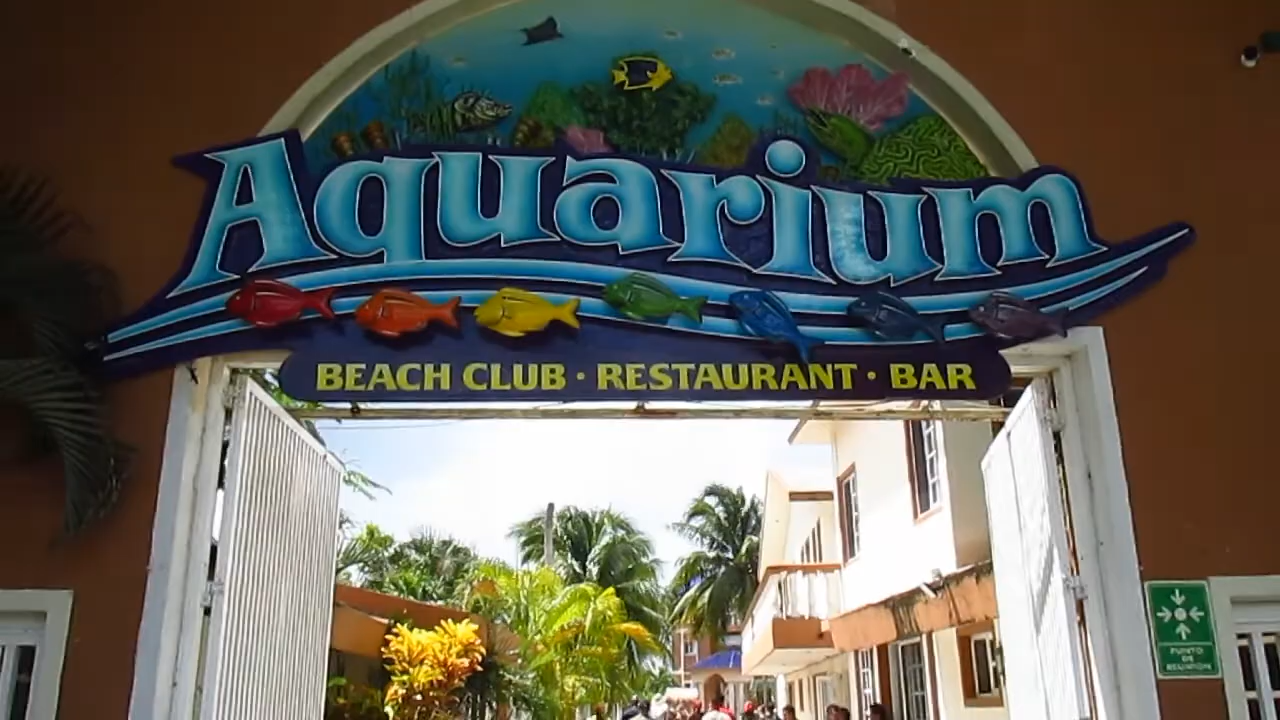 Aquarium
BEACH CLUB · RESTAURANT · BAR
PUNTO
DE
REUNION